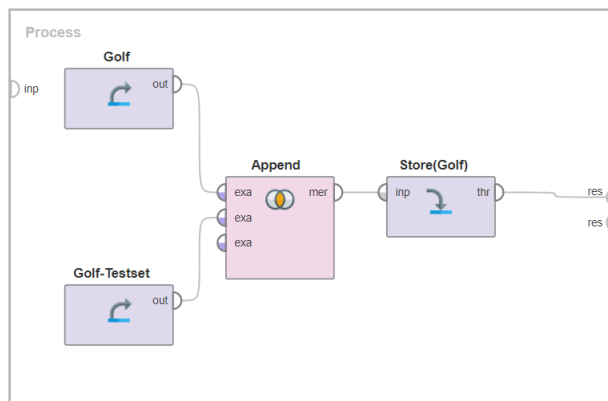 Process
Golf
inp
out
Append
Store(Golf)
exa
mer
inp
thr
res
exa
res
exa
Golf-Testset
out